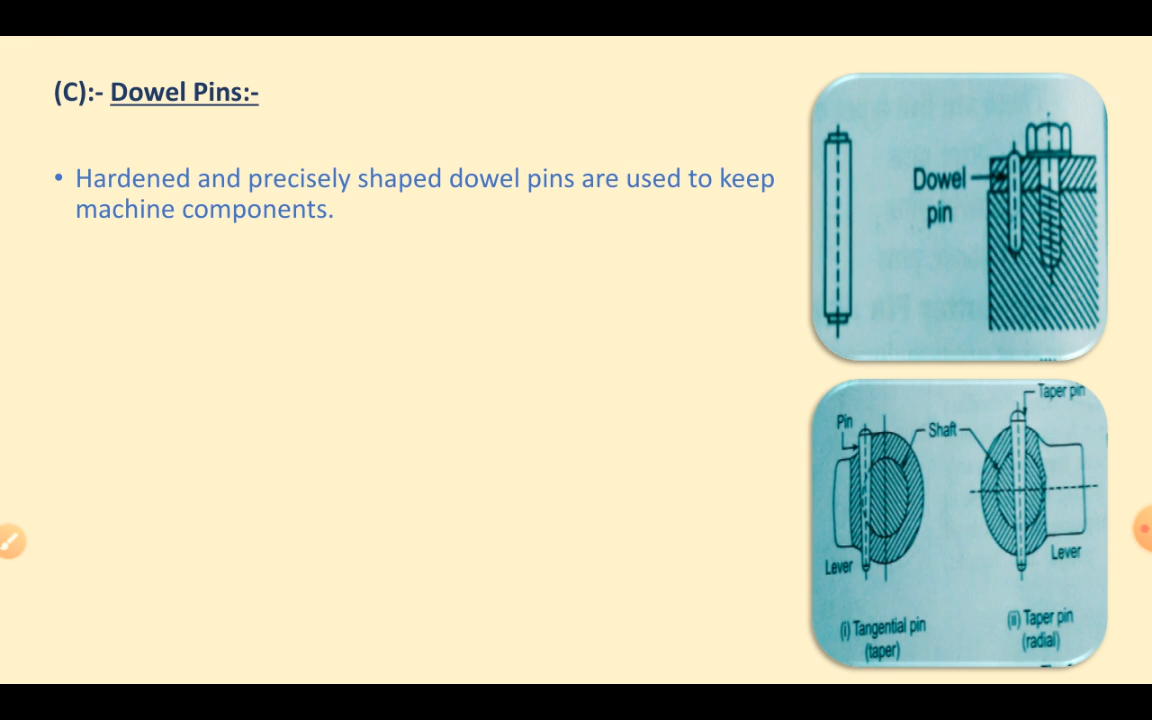 (C):- Dowel Pins:-
• Hardened and precisely shaped dowel pins are used to keep
machine components.
Dowel
pin
Taper pin
Pin
Shaft
Lever
Lever
(i) Tangential pin
(taper)
(ii) Taper pin
(radial)